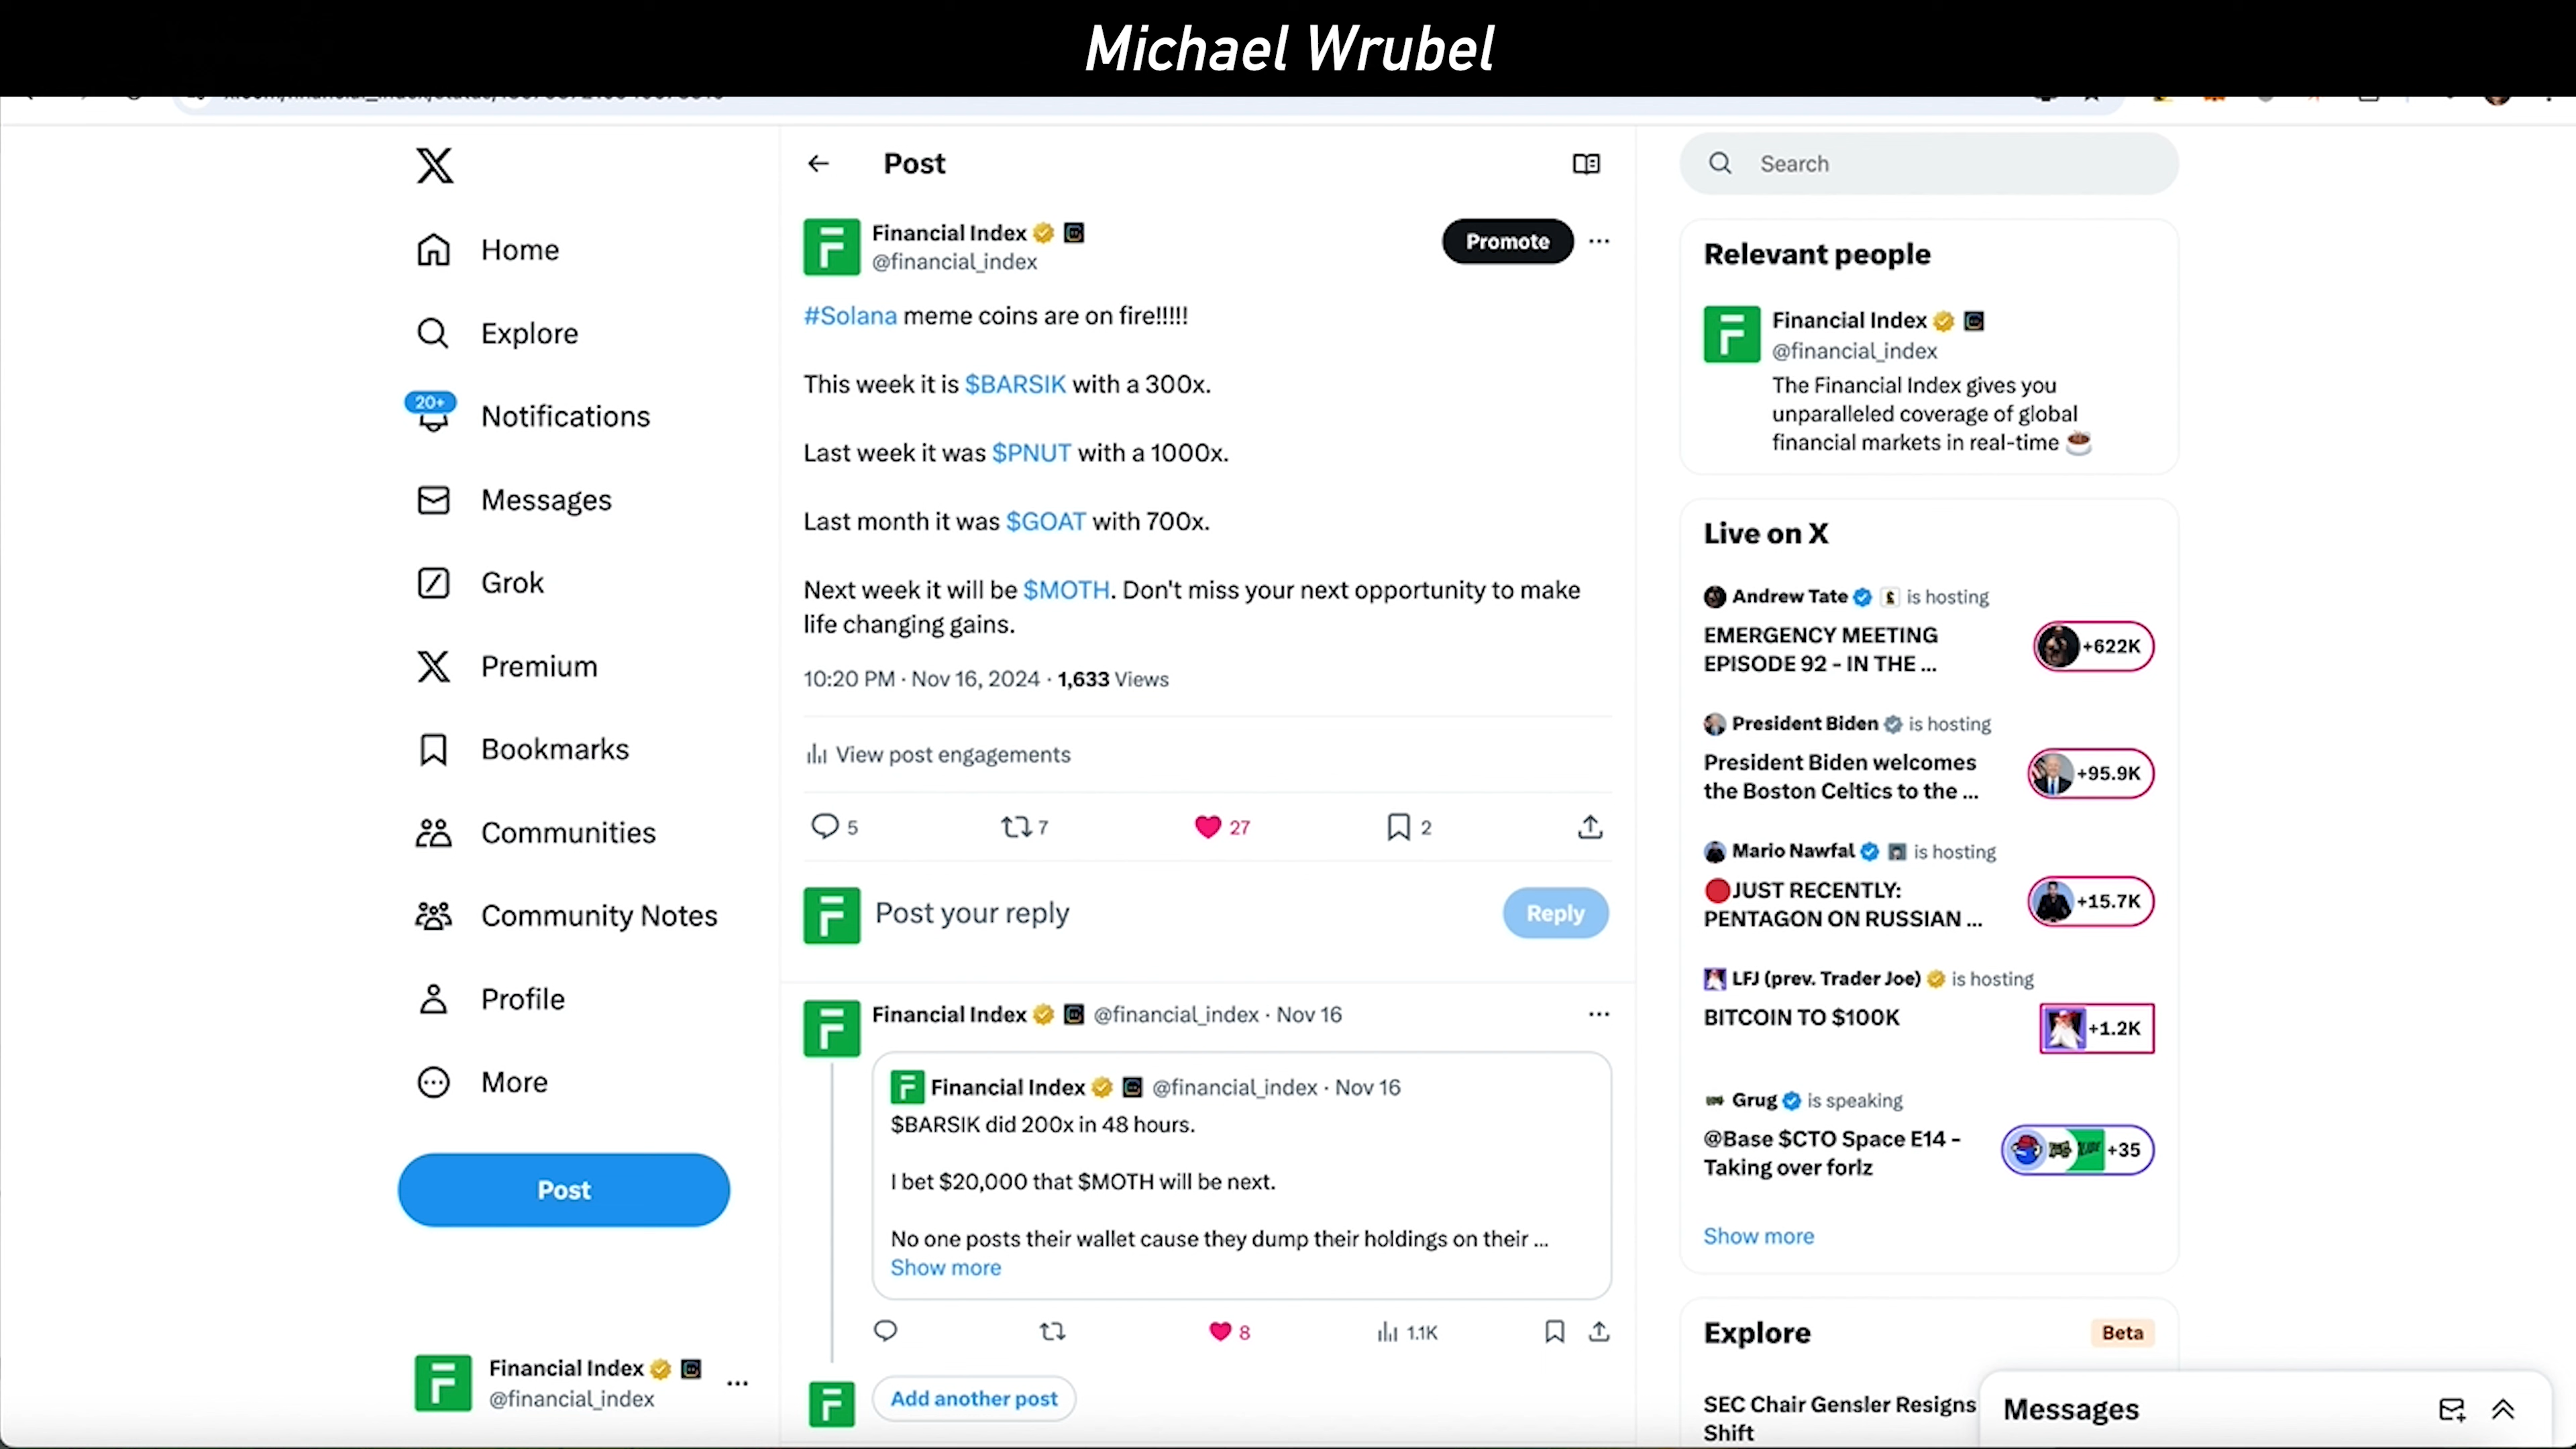 Michael Wrubel
Home
Explore
20+
Notifications
Messages
Grok
Premium
Bookmarks
Communities
Community Notes
Profile
More
Post
Financial Index
@financial_index
Post
Financial Index
@financial_index
Promote
#Solana meme coins are on fire!!!!!
This week it is $BARSIK with a 300x.
Last week it was $PNUT with a 1000x.
Last month it was $GOAT with 700x.
Next week it will be $MOTH. Don't miss your next opportunity to make
life changing gains.
10:20 PM · Nov 16, 2024 · 1,633 Views
View post engagements
5 7 27 2
Post your reply
Reply
Financial Index @financial_index · Nov 16
Financial Index @financial_index · Nov 16
$BARSIK did 200x in 48 hours.
I bet $20,000 that $MOTH will be next.
No one posts their wallet cause they dump their holdings on their ...
Show more
8 1.1K
Add another post
Search
Relevant people
Financial Index
@financial_index
The Financial Index gives you
unparalleled coverage of global
financial markets in real-time
Live on X
Andrew Tate is hosting
EMERGENCY MEETING
EPISODE 92 - IN THE ...
+622K
President Biden is hosting
President Biden welcomes
the Boston Celtics to the ...
+95.9K
Mario Nawfal is hosting
JUST RECENTLY:
PENTAGON ON RUSSIAN ...
+15.7K
LFJ (prev. Trader Joe) is hosting
BITCOIN TO $100K
+1.2K
Grug is speaking
@Base $CTO Space E14 -
Taking over forlz
+35
Show more
Explore
Beta
SEC Chair Gensler Resigns
Shift
Messages